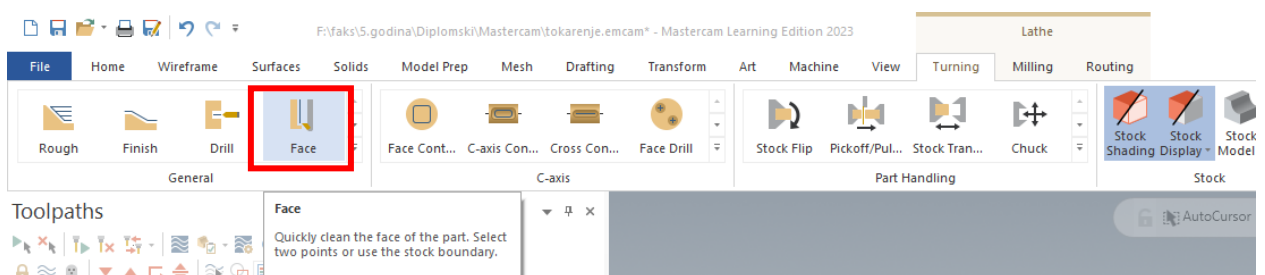 F:\faks\5.godina\Diplomski\Mastercam\tokarenje.emcam* - Mastercam Learning Edition 2023
Lathe
File Home Wireframe Surfaces Solids Model Prep Mesh Drafting Transform Art Machine View Turning Milling Routing
Rough Finish Drill Face Face Cont... C-axis Con... Cross Con... Face Drill Stock Flip Pickoff/Pul... Stock Tran... Chuck Stock Shading Stock Display Stock Model
General C-axis Part Handling Stock
Toolpaths
Face
Quickly clean the face of the part. Select
two points or use the stock boundary.
AutoCursor